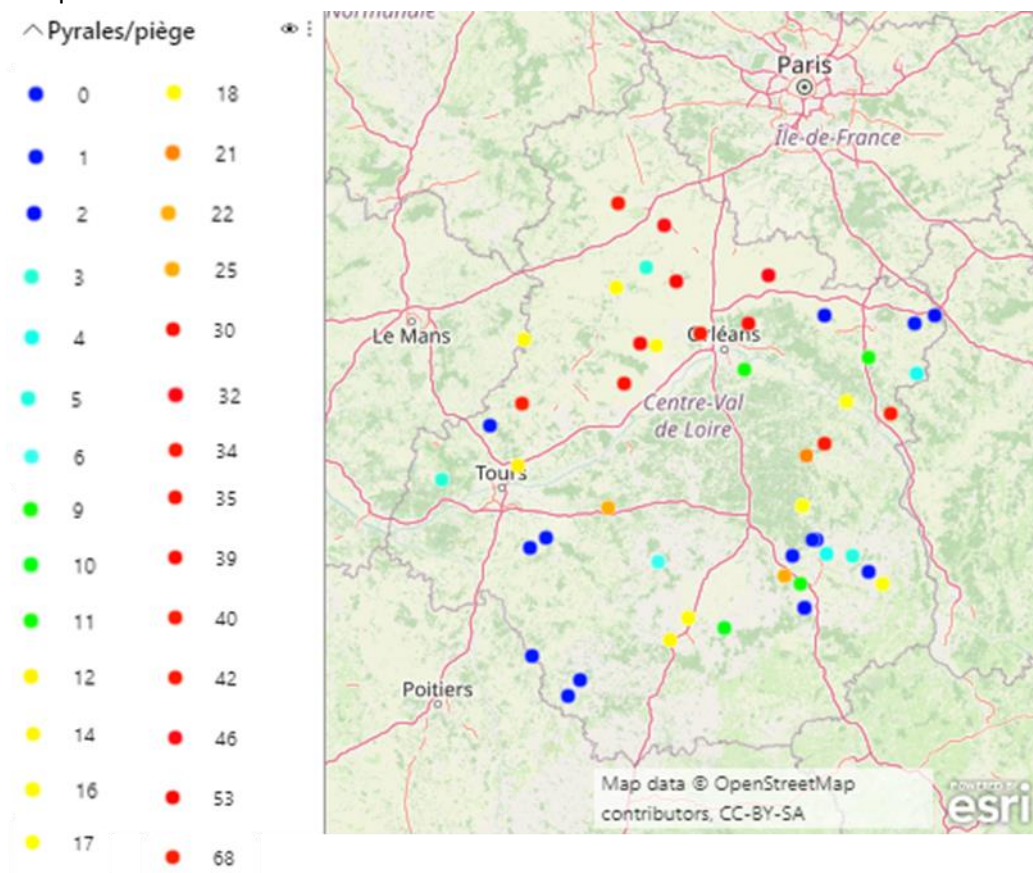 Pyrales/piège
0
1
2
3
4
5
6
9
10
11
12
14
16
17
18
21
22
25
30
32
34
35
39
40
42
46
53
68
Normandie
Paris
Île-de-France
Le Mans
Orléans
Centre-Val
de Loire
Tours
Poitiers
Map data © OpenStreetMap
contributors, CC-BY-SA
POWERED BY
esri